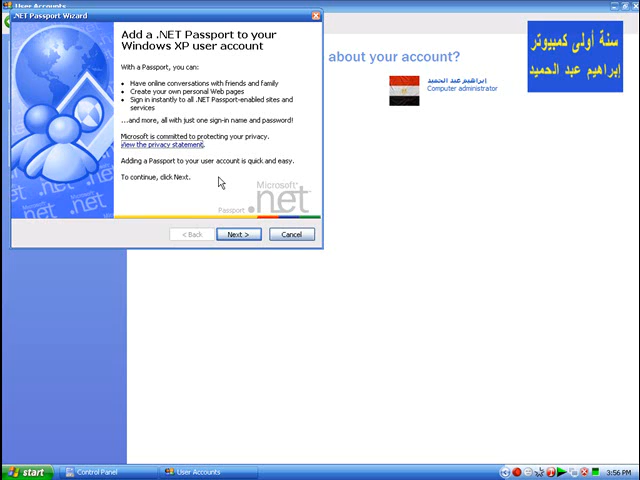 User Accounts
.NET Passport Wizard
Add a .NET Passport to your
Windows XP user account
With a Passport, you can:
• Have online conversations with friends and family
• Create your own personal Web pages
• Sign in instantly to all .NET Passport-enabled sites and
services
...and more, all with just one sign-in name and password!
Microsoft is committed to protecting your privacy.
View the privacy statement.
Adding a Passport to your user account is quick and easy.
To continue, click Next.
Microsoft
.net
Passport
< Back
Next >
Cancel
about your account?
إبراهيم عبد الحميد
Computer administrator
سنة أولى كمبيوتر
إبراهيم عبد الحميد
start
Control Panel
User Accounts
3:56 PM